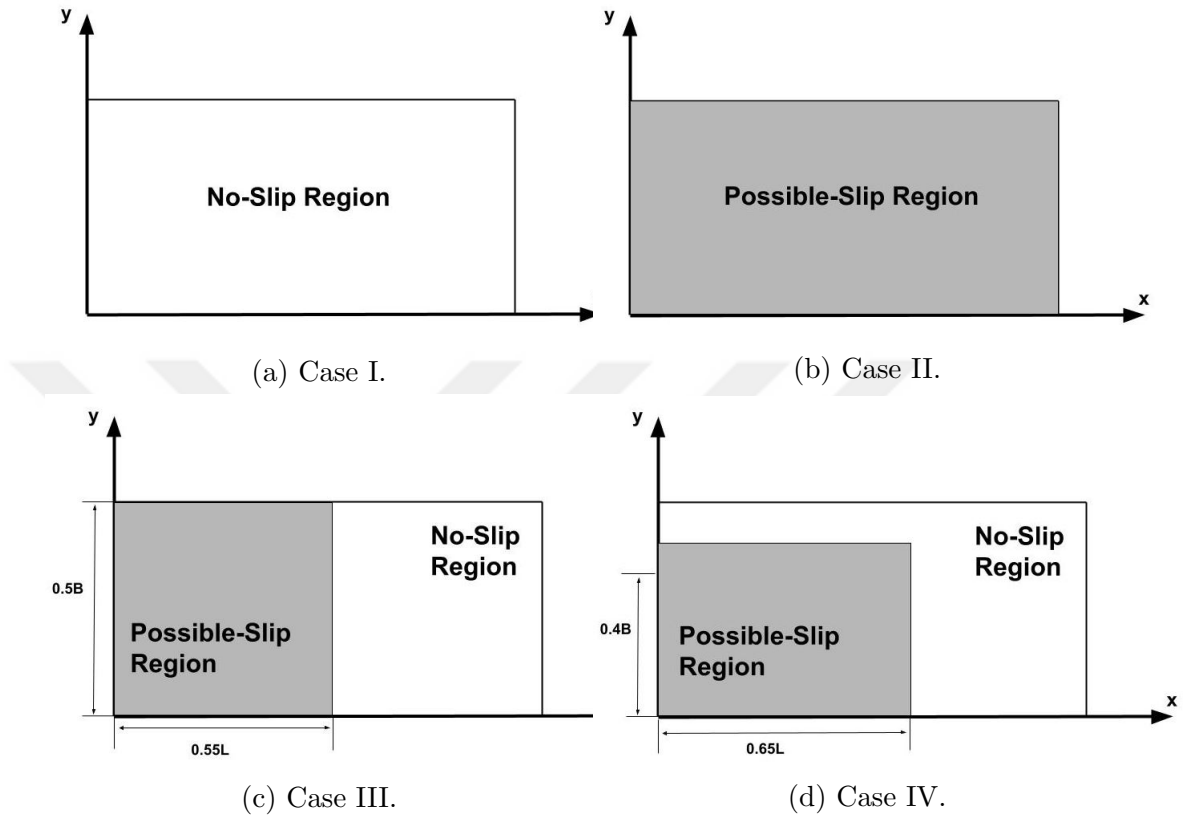 y
No-Slip Region
(a) Case I.
y
Possible-Slip Region
x
(b) Case II.
y
0.5B
No-Slip
Region
Possible-Slip
Region
0.55L
(c) Case III.
y
0.4B
No-Slip
Region
Possible-Slip
Region
x
0.65L
(d) Case IV.